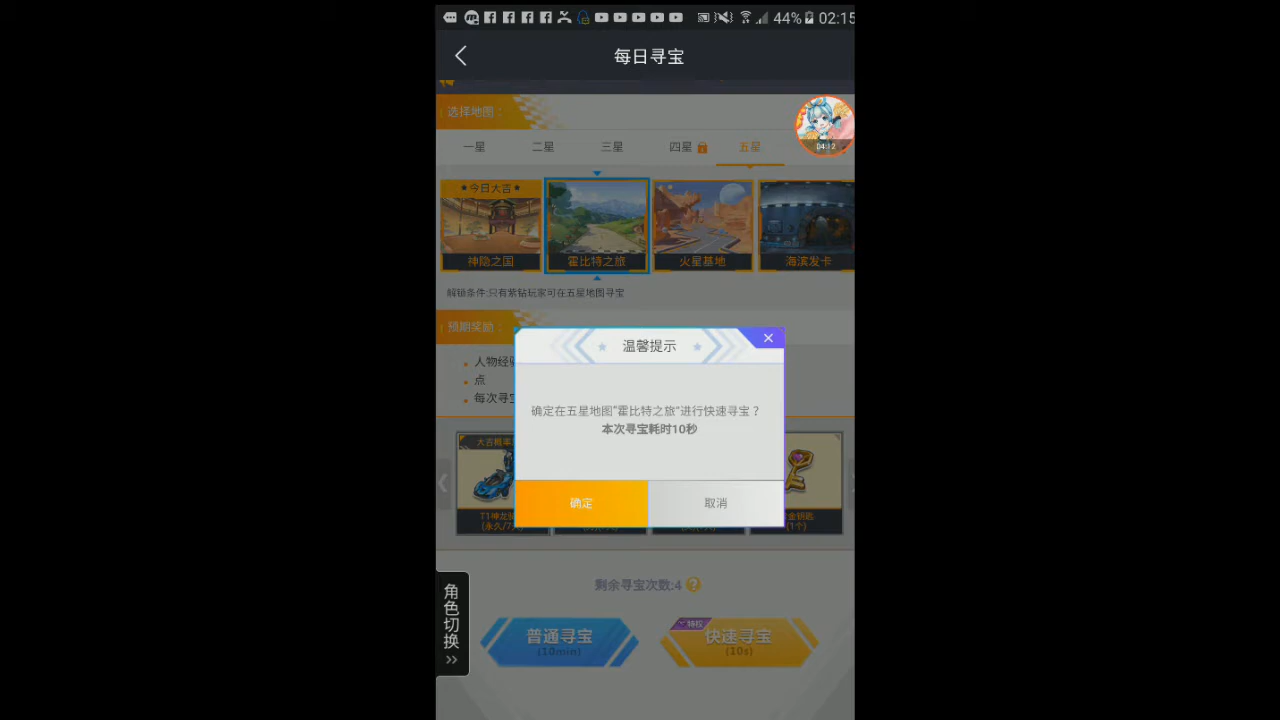 44% 02:15
每日寻宝
选择地图：
04:12
一星 二星 三星 四星 五星
★今日大吉★
神隐之国 霍比特之旅 火星基地 海滨发卡
解锁条件:只有紫钻玩家可在五星地图寻宝
预期奖励：
温馨提示
人物经验
点
每次寻宝
确定在五星地图"霍比特之旅"进行快速寻宝？
本次寻宝耗时10秒
大吉概率
确定 取消
T1神龙
(永久/7天
金钥匙
(1个)
剩余寻宝次数:4
角色切换
特权
普通寻宝 快速寻宝
(10min) (10s)